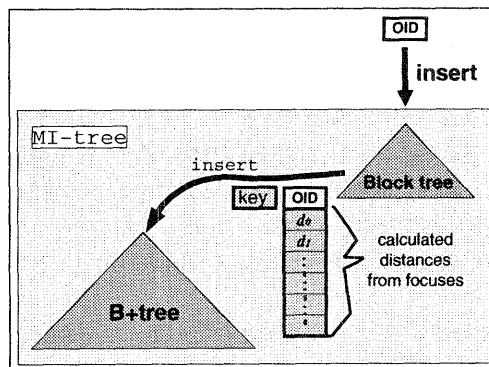 OID
insert
MI-tree
insert
Block tree
key
OID
d0
d1
calculated
distances
from focuses
B+tree